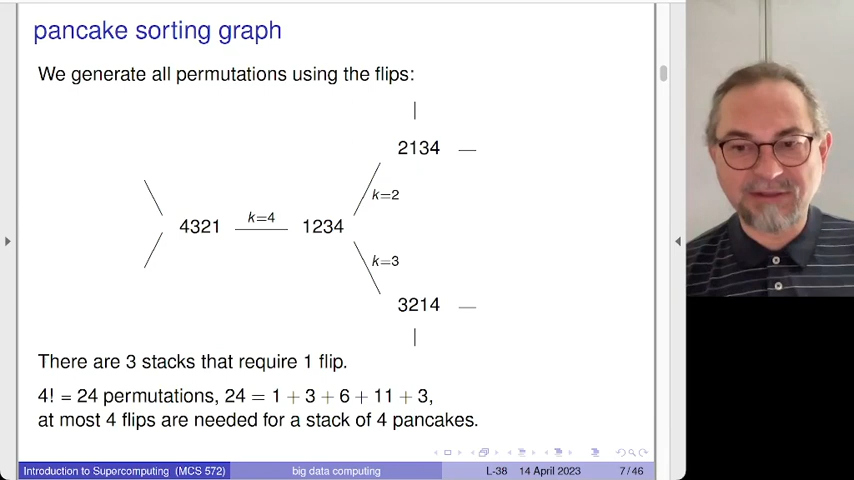 pancake sorting graph
We generate all permutations using the flips:
2134
k=2
4321
k=4
1234
k=3
3214
There are 3 stacks that require 1 flip.
4! = 24 permutations, 24 = 1 + 3 + 6 + 11 + 3,
at most 4 flips are needed for a stack of 4 pancakes.
Introduction to Supercomputing (MCS 572) big data computing L-38 14 April 2023 7 / 46